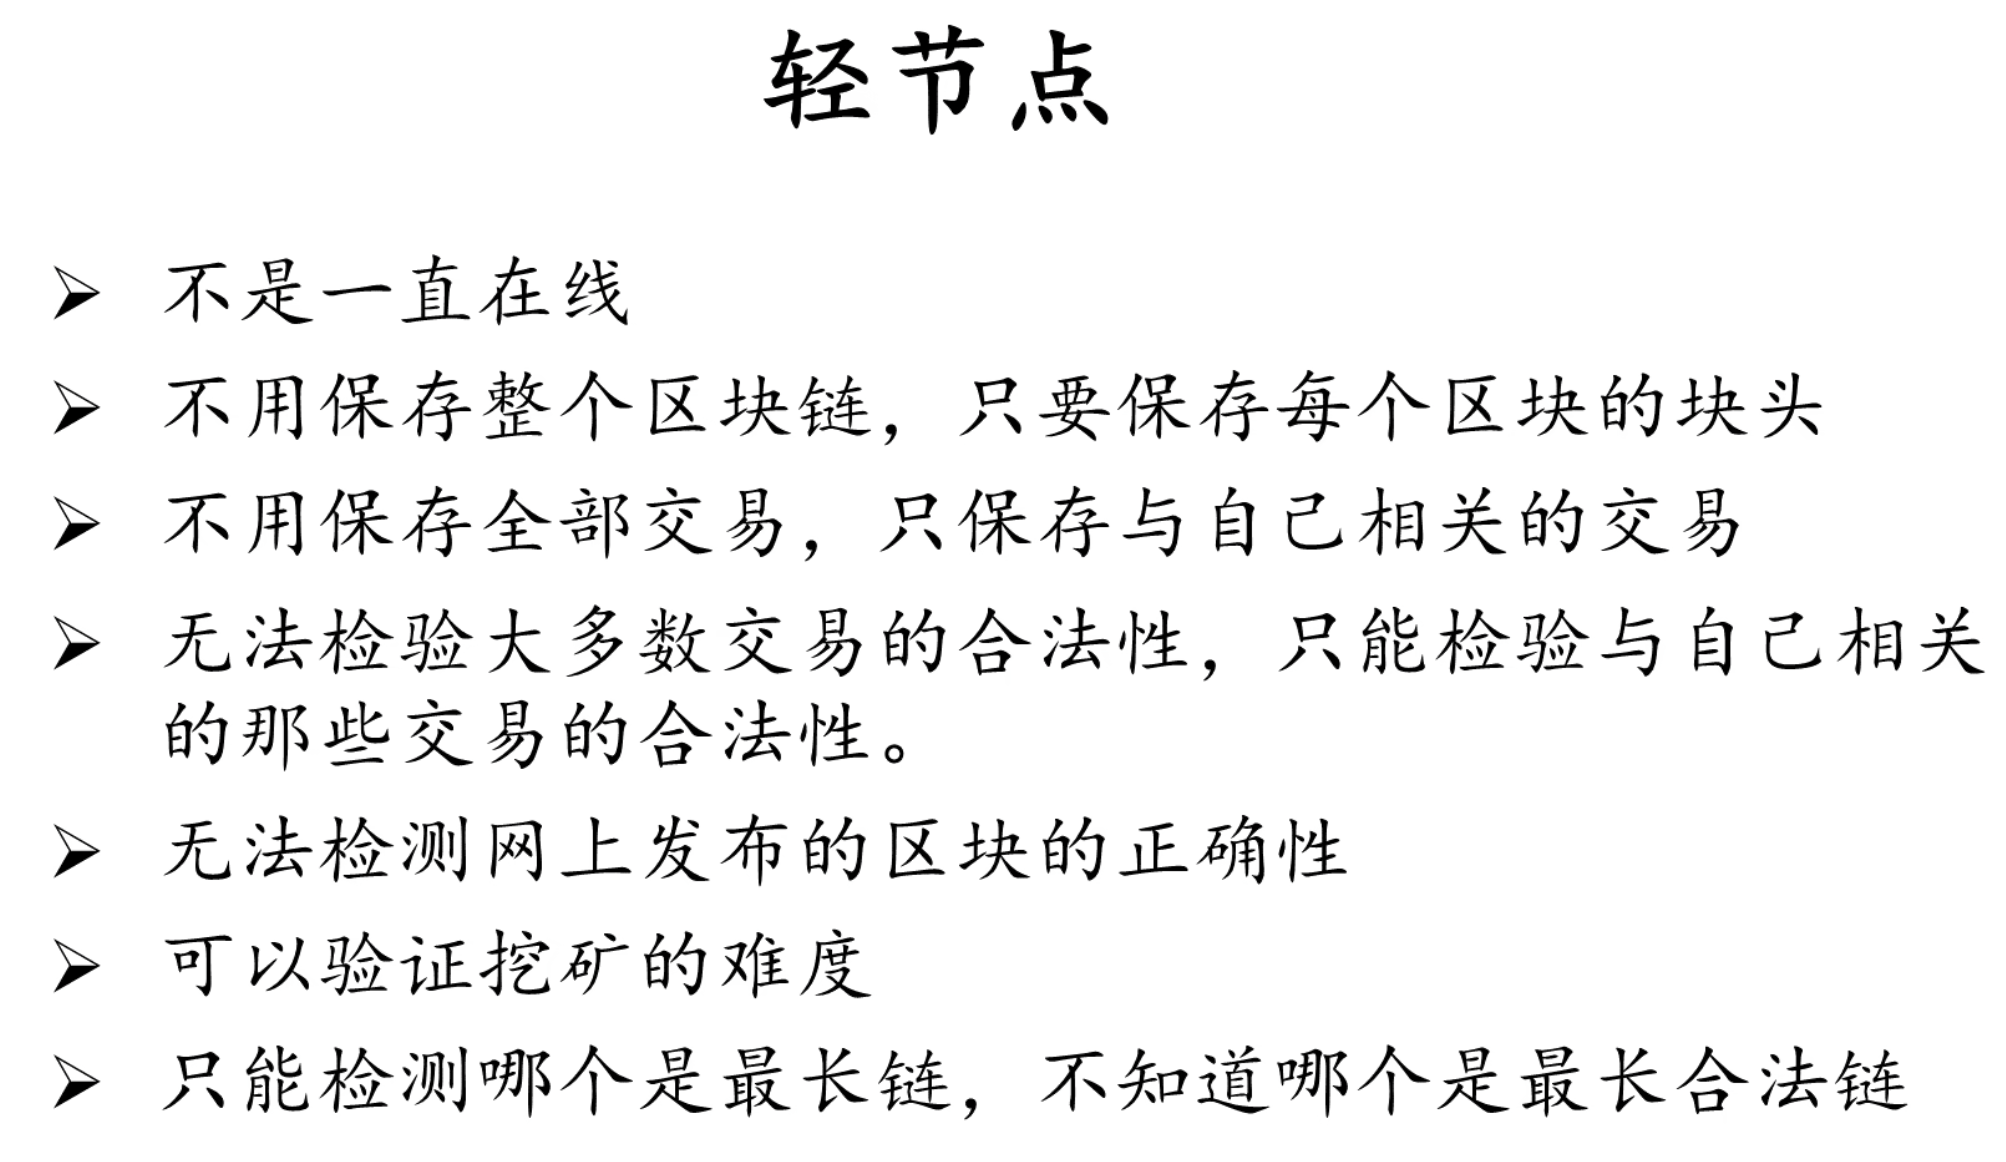 轻节点
➢ 不是一直在线
➢ 不用保存整个区块链，只要保存每个区块的块头
➢ 不用保存全部交易，只保存与自己相关的交易
➢ 无法检验大多数交易的合法性，只能检验与自己相关
的那些交易的合法性。
➢ 无法检测网上发布的区块的正确性
➢ 可以验证挖矿的难度
➢ 只能检测哪个是最长链，不知道哪个是最长合法链